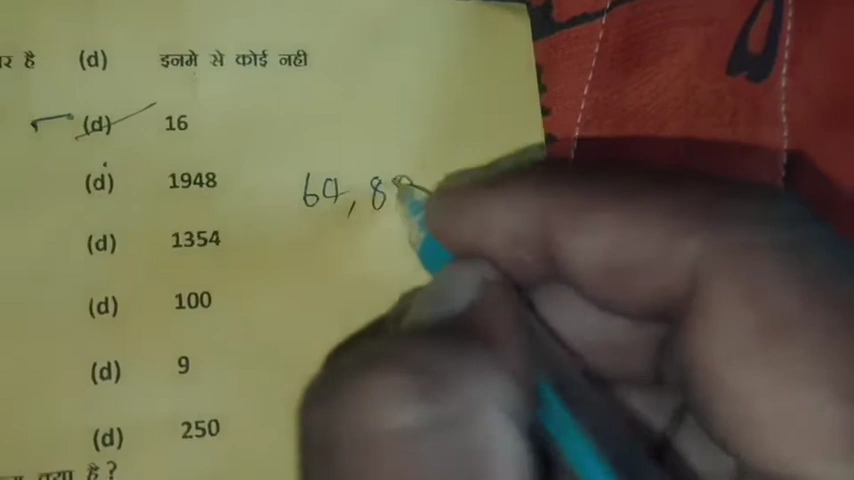 र है (d) इनमे से कोई नही
(d) 16
(d) 1948 64, 8
(d) 1354
(d) 100
(d) 9
(d) 250
क्या है ?